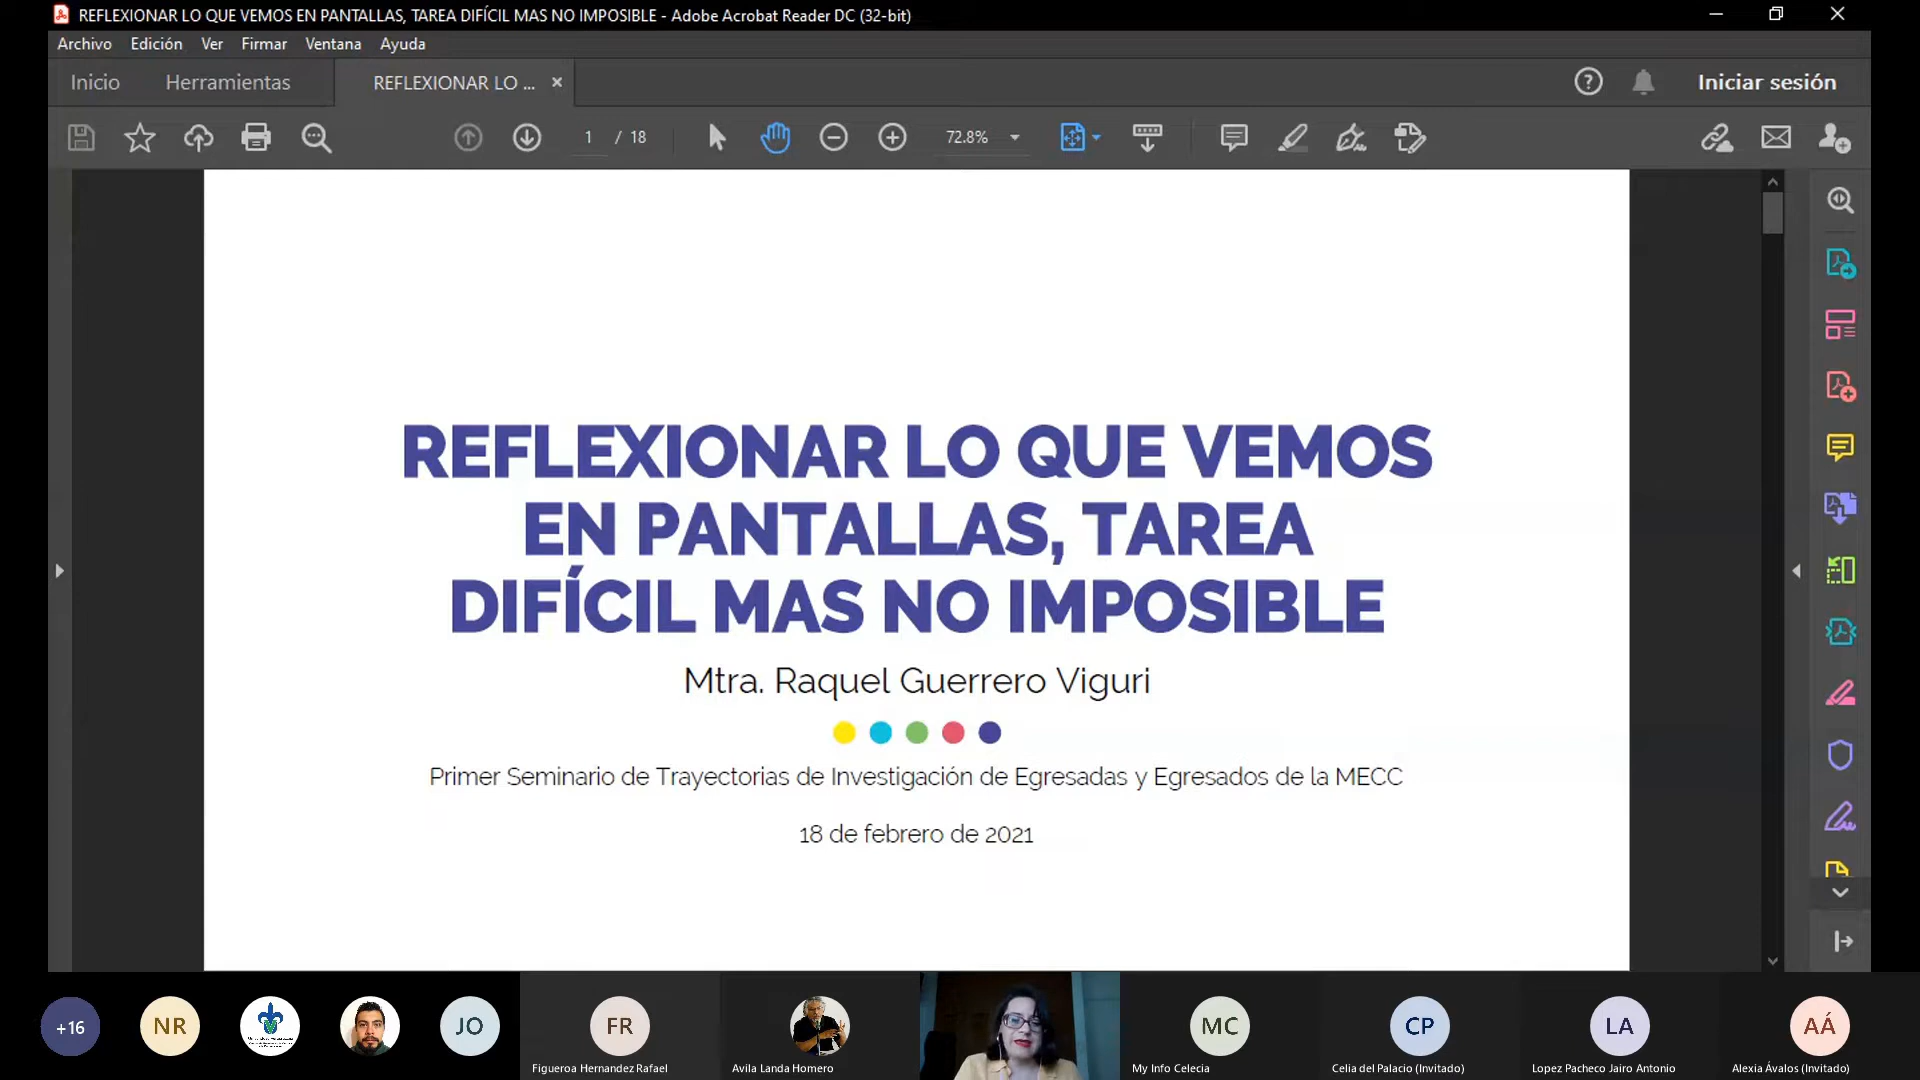 REFLEXIONAR LO QUE VEMOS EN PANTALLAS, TAREA DIFÍCIL MAS NO IMPOSIBLE - Adobe Acrobat Reader DC (32-bit)
Archivo Edición Ver Firmar Ventana Ayuda
Inicio Herramientas REFLEXIONAR LO ... Iniciar sesión
1 / 18 72.8%
REFLEXIONAR LO QUE VEMOS
EN PANTALLAS, TAREA
DIFÍCIL MAS NO IMPOSIBLE
Mtra. Raquel Guerrero Viguri
Primer Seminario de Trayectorias de Investigación de Egresadas y Egresados de la MECC
18 de febrero de 2021
+16 NR JO FR MC CP LA AÁ
Figueroa Hernandez Rafael Avila Landa Homero My Info Celecia Celia del Palacio (Invitado) Lopez Pacheco Jairo Antonio Alexia Ávalos (Invitado)